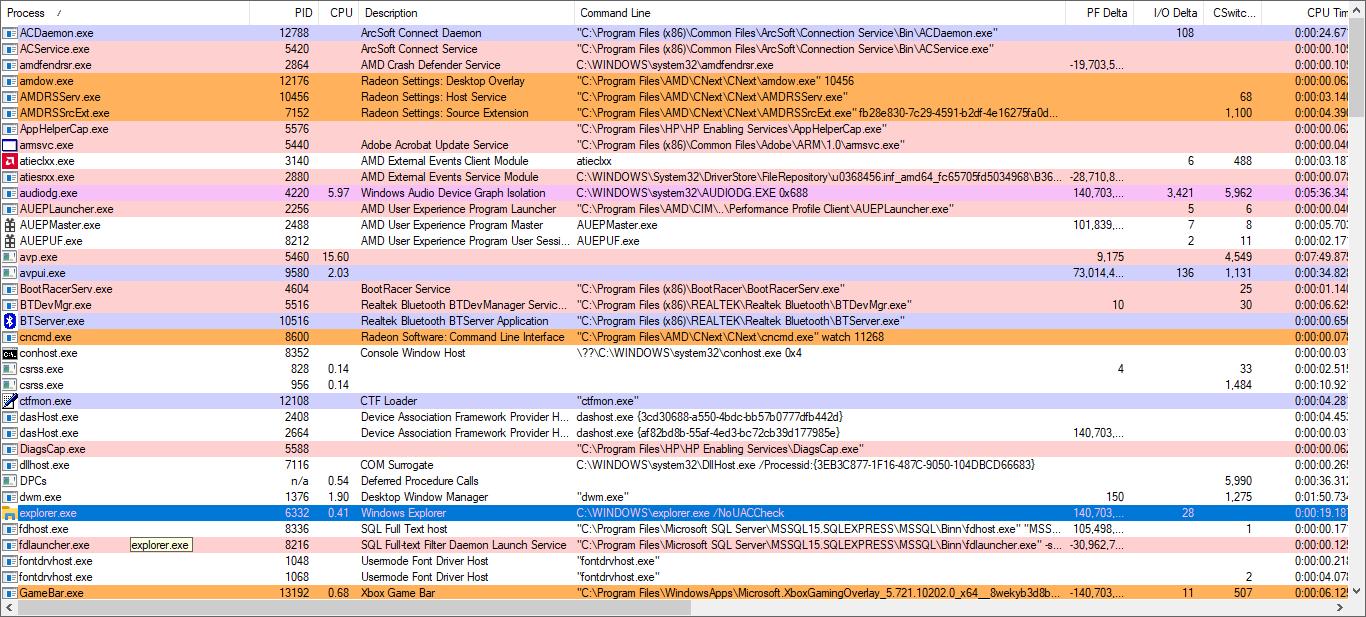 Process PID CPU Description Command Line PF Delta I/O Delta CSwitc... CPU Tim
ACDaemon.exe 12788 ArcSoft Connect Daemon "C:\Program Files (x86)\Common Files\ArcSoft\Connection Service\Bin\ACDaemon.exe" 108 0:00:24.67
ACService.exe 5420 ArcSoft Connect Service "C:\Program Files (x86)\Common Files\ArcSoft\Connection Service\Bin\ACService.exe" 0:00:00.10
amdfendrsr.exe 2864 AMD Crash Defender Service C:\WINDOWS\system32\amdfendrsr.exe -19,703,5... 0:00:00.10
amdow.exe 12176 Radeon Settings: Desktop Overlay "C:\Program Files\AMD\CNext\CNext\amdow.exe" 10456 0:00:00.06
AMDRSServ.exe 10456 Radeon Settings: Host Service "C:\Program Files\AMD\CNext\CNext\AMDRSServ.exe" 68 0:00:03.14
AMDRSSrcExt.exe 7152 Radeon Settings: Source Extension "C:\Program Files\AMD\CNext\CNext\AMDRSSrcExt.exe" fb28e830-7c29-4591-b2df-4e16275fa0d... 1,100 0:00:04.39
AppHelperCap.exe 5576 "C:\Program Files\HP\HP Enabling Services\AppHelperCap.exe" 0:00:00.06
armsvc.exe 5440 Adobe Acrobat Update Service "C:\Program Files (x86)\Common Files\Adobe\ARM\1.0\armsvc.exe" 0:00:00.04
atieclxx.exe 3140 AMD External Events Client Module atieclxx 6 488 0:00:03.18
atiesrxx.exe 2880 AMD External Events Service Module C:\WINDOWS\System32\DriverStore\FileRepository\u0368456.inf_amd64_fc65705fd5034968\B36... -28,710,8... 0:00:00.07
audiodg.exe 4220 5.97 Windows Audio Device Graph Isolation C:\WINDOWS\system32\AUDIODG.EXE 0x688 140,703,... 3,421 5,962 0:05:36.34
AUEPLauncher.exe 2256 AMD User Experience Program Launcher "C:\Program Files\AMD\CIM\..\Performance Profile Client\AUEPLauncher.exe" 5 6 0:00:00.04
AUEPMaster.exe 2488 AMD User Experience Program Master AUEPMaster.exe 101,839,... 7 8 0:00:05.70
AUEPUF.exe 8212 AMD User Experience Program User Sessi... AUEPUF.exe 2 11 0:00:02.17
avp.exe 5460 15.60 9,175 4,549 0:07:49.87
avpui.exe 9580 2.03 73,014,4... 136 1,131 0:00:34.82
BootRacerServ.exe 4604 BootRacer Service "C:\Program Files (x86)\BootRacer\BootRacerServ.exe" 25 0:00:01.14
BTDevMgr.exe 5516 Realtek Bluetooth BTDevManager Servic... "C:\Program Files (x86)\REALTEK\Realtek Bluetooth\BTDevMgr.exe" 10 30 0:00:06.62
BTServer.exe 10516 Realtek Bluetooth BTServer Application "C:\Program Files (x86)\REALTEK\Realtek Bluetooth\BTServer.exe" 0:00:00.65
cncmd.exe 8600 Radeon Software: Command Line Interface "C:\Program Files\AMD\CNext\CNext\cncmd.exe" watch 11268 0:00:00.07
conhost.exe 8352 Console Window Host \??\C:\WINDOWS\system32\conhost.exe 0x4 0:00:00.03
csrss.exe 828 0.14 4 33 0:00:02.51
csrss.exe 956 0.14 1,484 0:00:10.92
ctfmon.exe 12108 CTF Loader "ctfmon.exe" 0:00:04.28
dasHost.exe 2408 Device Association Framework Provider H... dashost.exe {3cd30688-a550-4bdc-bb57b0777dfb442d} 0:00:04.45
dasHost.exe 2664 Device Association Framework Provider H... dashost.exe {af82bd8b-55af-4ed3-bc72cb39d177985e} 140,703,... 0:00:00.03
DiagsCap.exe 5588 "C:\Program Files\HP\HP Enabling Services\DiagsCap.exe" 0:00:00.06
dllhost.exe 7116 COM Surrogate C:\WINDOWS\system32\DllHost.exe /Processid:{3EB3C877-1F16-487C-9050-104DBCD66683} 0:00:00.26
DPCs n/a 0.54 Deferred Procedure Calls 5,990 0:00:36.31
dwm.exe 1376 1.90 Desktop Window Manager "dwm.exe" 150 1,275 0:01:50.73
explorer.exe 6332 0.41 Windows Explorer C:\WINDOWS\explorer.exe /NoUACCheck 140,703,... 28 0:00:19.18
fdhost.exe 8336 SQL Full Text host "C:\Program Files\Microsoft SQL Server\MSSQL15.SQLEXPRESS\MSSQL\Binn\fdhost.exe" "MSS... 105,498,... 1 0:00:00.17
fdlauncher.exe explorer.exe 8216 SQL Full-text Filter Daemon Launch Service "C:\Program Files\Microsoft SQL Server\MSSQL15.SQLEXPRESS\MSSQL\Binn\fdlauncher.exe" -s... -30,962,7... 0:00:00.12
fontdrvhost.exe 1048 Usermode Font Driver Host "fontdrvhost.exe" 0:00:00.21
fontdrvhost.exe 1068 Usermode Font Driver Host "fontdrvhost.exe" 2 0:00:04.07
GameBar.exe 13192 0.68 Xbox Game Bar "C:\Program Files\WindowsApps\Microsoft.XboxGamingOverlay_5.721.10202.0_x64__8wekyb3d8b... -140,703,... 11 507 0:00:06.12